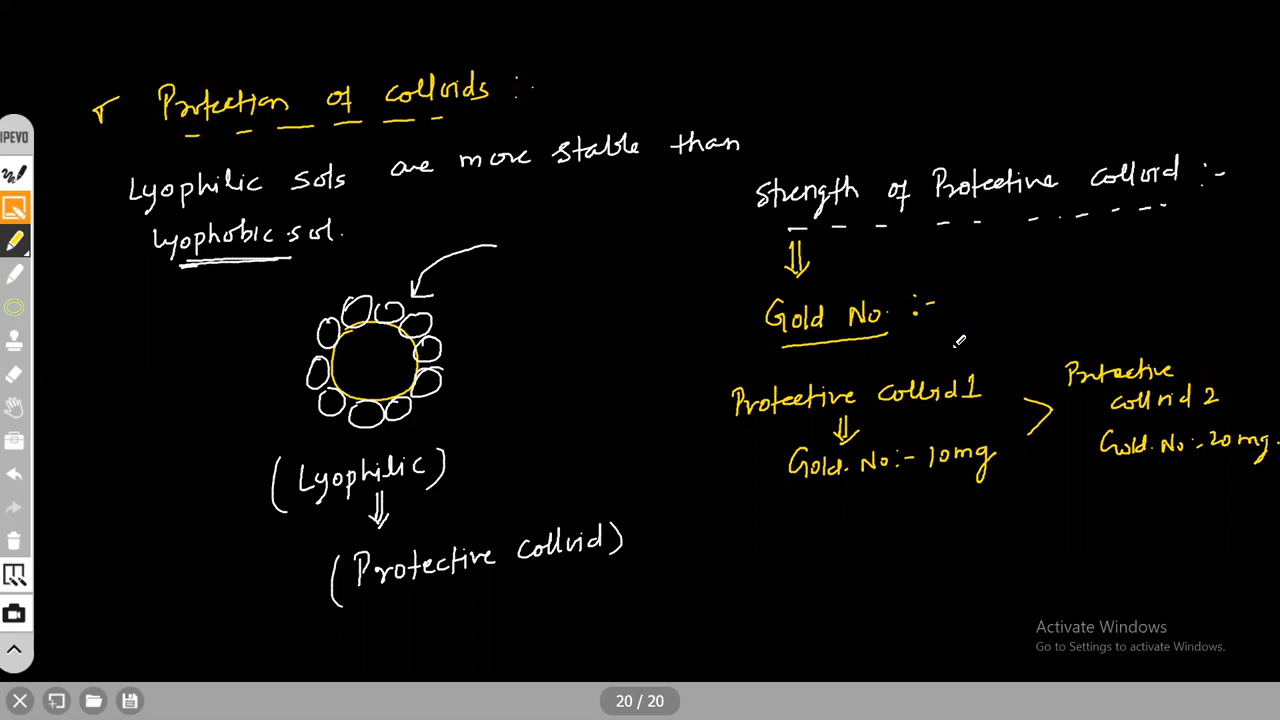 Protection of colloids :-
Lyophilic sols are more stable than
lyophobic sol.
(Lyophilic)
(Protective colloid)
Strength of Protective colloid :-
Gold No. :-
Protective colloid 1
Gold. No :- 10mg
>
Protective
colloid 2
Gold. No :- 20mg.
IPEVO
Activate Windows
Go to Settings to activate Windows.
20 / 20